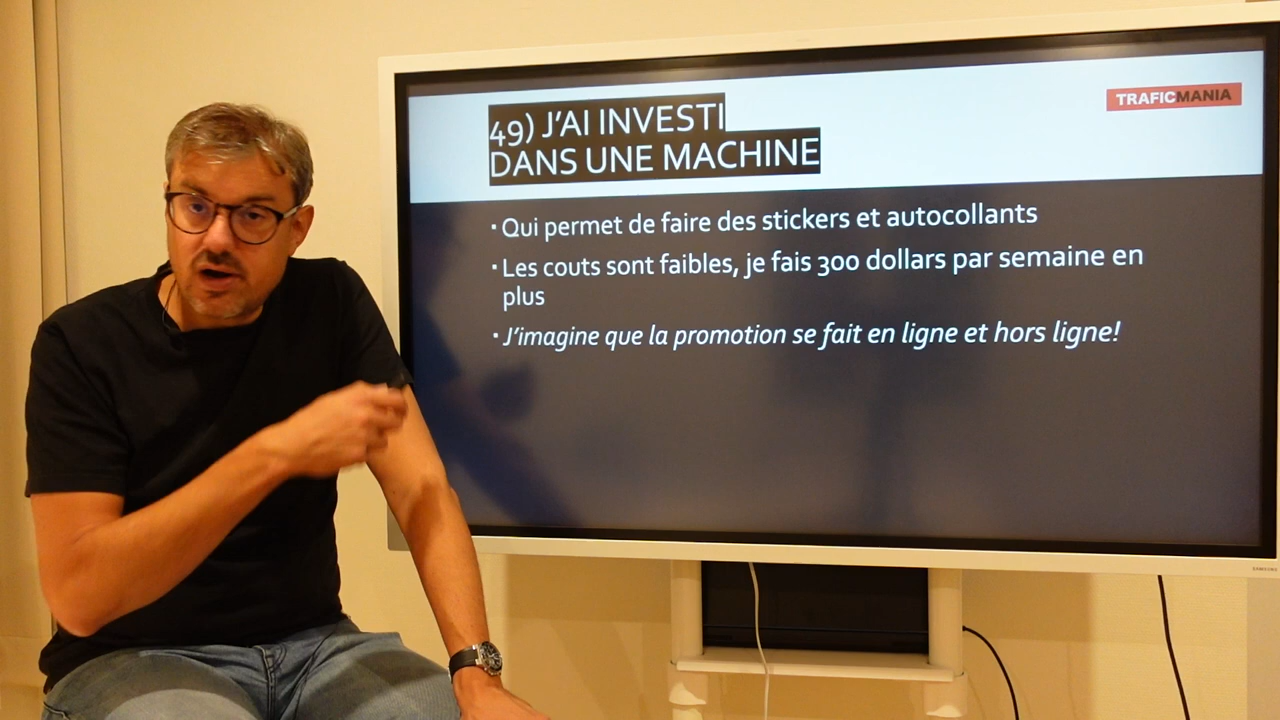 49) J'AI INVESTI
DANS UNE MACHINE
TRAFICMANIA
Qui permet de faire des stickers et autocollants
Les couts sont faibles, je fais 300 dollars par semaine en
plus
J'imagine que la promotion se fait en ligne et hors ligne!
SAMSUNG